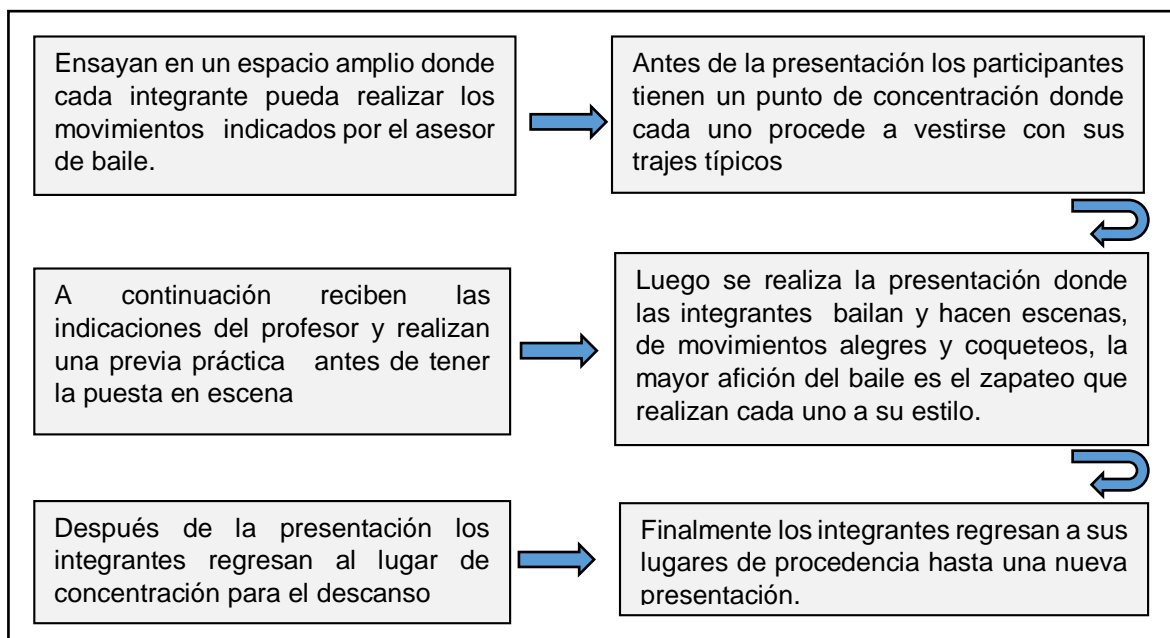 Ensayan en un espacio amplio donde
cada integrante pueda realizar los
movimientos indicados por el asesor
de baile.
Antes de la presentación los participantes
tienen un punto de concentración donde
cada uno procede a vestirse con sus
trajes típicos
A continuación reciben las
indicaciones del profesor y realizan
una previa práctica antes de tener
la puesta en escena
Luego se realiza la presentación donde
las integrantes bailan y hacen escenas,
de movimientos alegres y coqueteos, la
mayor afición del baile es el zapateo que
realizan cada uno a su estilo.
Después de la presentación los
integrantes regresan al lugar de
concentración para el descanso
Finalmente los integrantes regresan a sus
lugares de procedencia hasta una nueva
presentación.